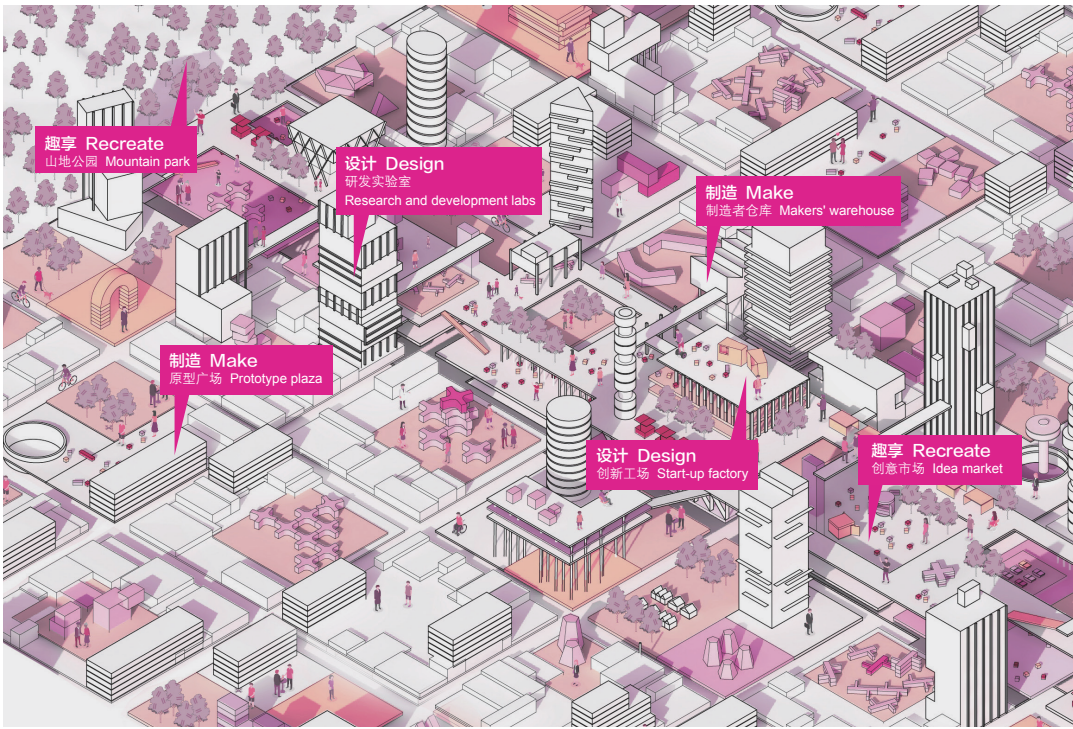 趣享 Recreate
山地公园 Mountain park
设计 Design
研发实验室
Research and development labs
制造 Make
制造者仓库 Makers' warehouse
制造 Make
原型广场 Prototype plaza
设计 Design
创新工场 Start-up factory
趣享 Recreate
创意市场 Idea market